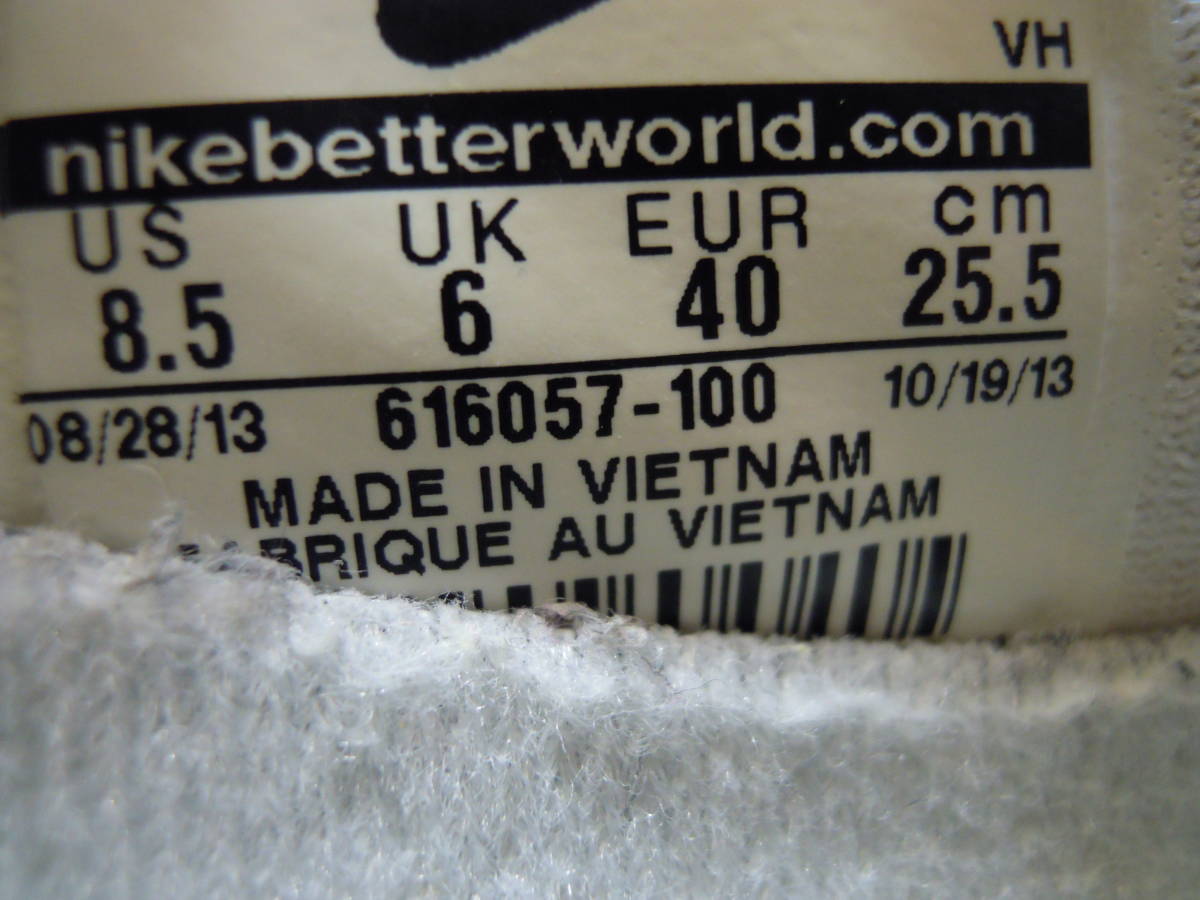 VH
nikebetterworld.com
US UK EUR cm
8.5 6 40 25.5
08/28/13 616057-100 10/19/13
MADE IN VIETNAM
FABRIQUE AU VIETNAM